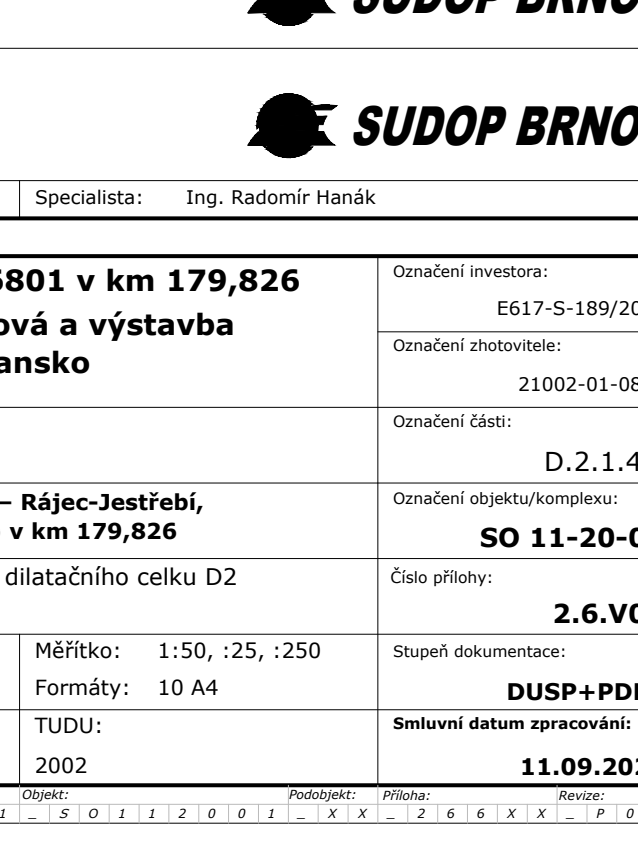 SUDOP BRNO
SUDOP BRNO
Specialista: Ing. Radomír Hanák
6801 v km 179,826
ová a výstavba
ansko
Označení investora:
E617-S-189/20
Označení zhotovitele:
21002-01-08
Označení části:
D.2.1.4
– Rájec-Jestřebí,
v km 179,826
Označení objektu/komplexu:
SO 11-20-0
dilatačního celku D2
Číslo přílohy:
2.6.V0
Měřítko: 1:50, :25, :250
Formáty: 10 A4
Stupeň dokumentace:
DUSP+PD
TUDU:
2002
Smluvní datum zpracování:
11.09.202
Objekt: Podobjekt: Příloha: Revize:
1 _ S O 1 1 2 0 0 1 _ X X _ 2 6 6 X X _ P 0